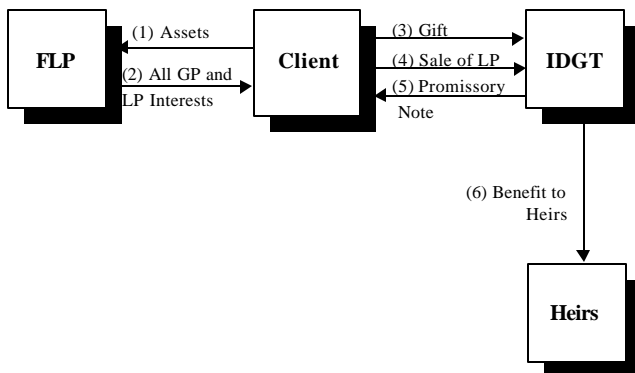 (1) Assets
FLP
(2) All GP and
LP Interests
Client
(3) Gift
(4) Sale of LP
(5) Promissory
Note
IDGT
(6) Benefit to
Heirs
Heirs